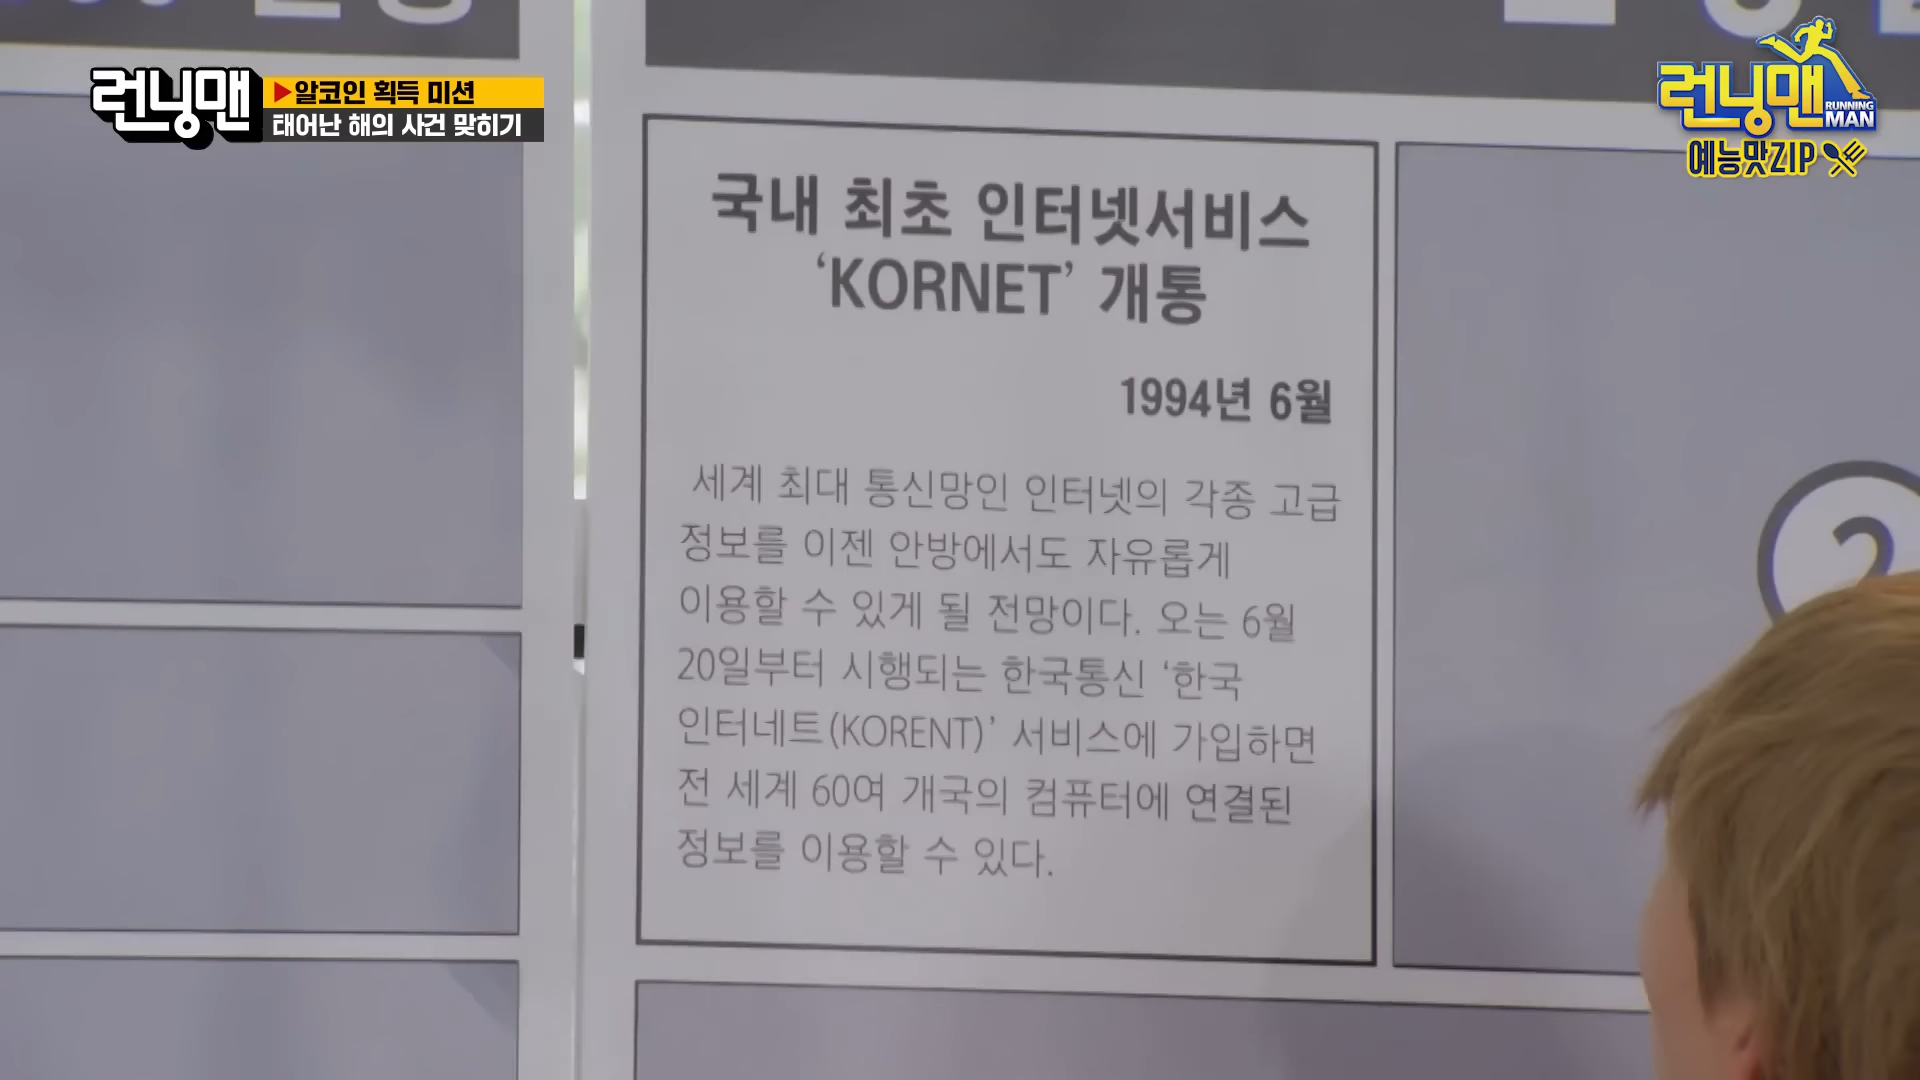 런닝맨
▶알코인 획득 미션
태어난 해의 사건 맞히기
런닝맨
RUNNING
MAN
예능맛ZIP
국내 최초 인터넷서비스
‘KORNET’ 개통
1994년 6월
세계 최대 통신망인 인터넷의 각종 고급
정보를 이젠 안방에서도 자유롭게
이용할 수 있게 될 전망이다. 오는 6월
20일부터 시행되는 한국통신 ‘한국
인터네트(KORENT)’ 서비스에 가입하면
전 세계 60여 개국의 컴퓨터에 연결된
정보를 이용할 수 있다.
2